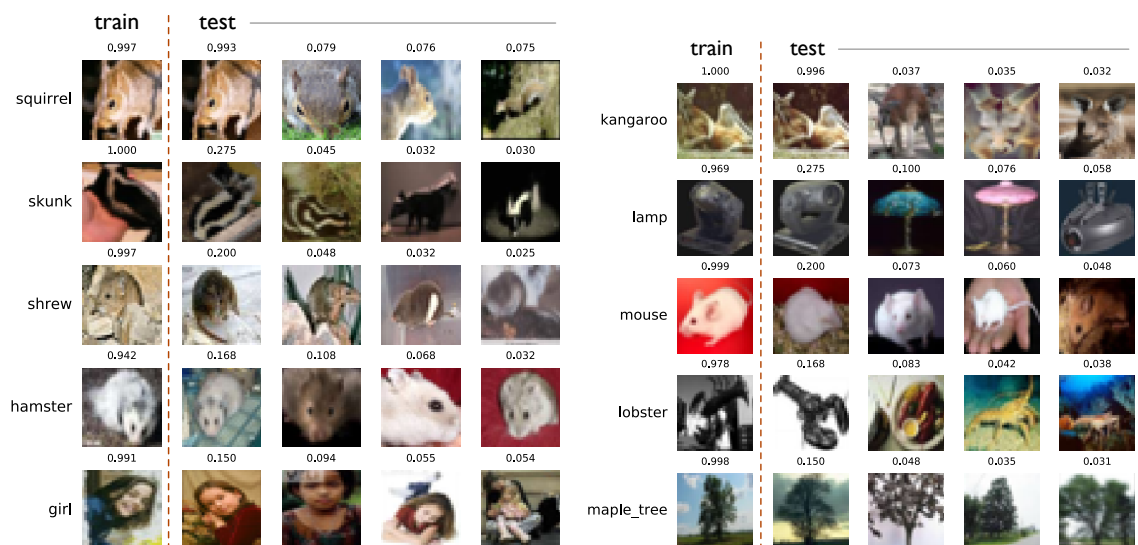 train test
0.997 0.993 0.079 0.076 0.075
squirrel
1.000 0.275 0.045 0.032 0.030
skunk
0.997 0.200 0.048 0.032 0.025
shrew
0.942 0.168 0.108 0.068 0.032
hamster
0.991 0.150 0.094 0.055 0.054
girl
train test
1.000 0.996 0.037 0.035 0.032
kangaroo
0.969 0.275 0.100 0.076 0.058
lamp
0.999 0.200 0.073 0.060 0.048
mouse
0.978 0.168 0.083 0.042 0.038
lobster
0.998 0.150 0.048 0.035 0.031
maple_tree